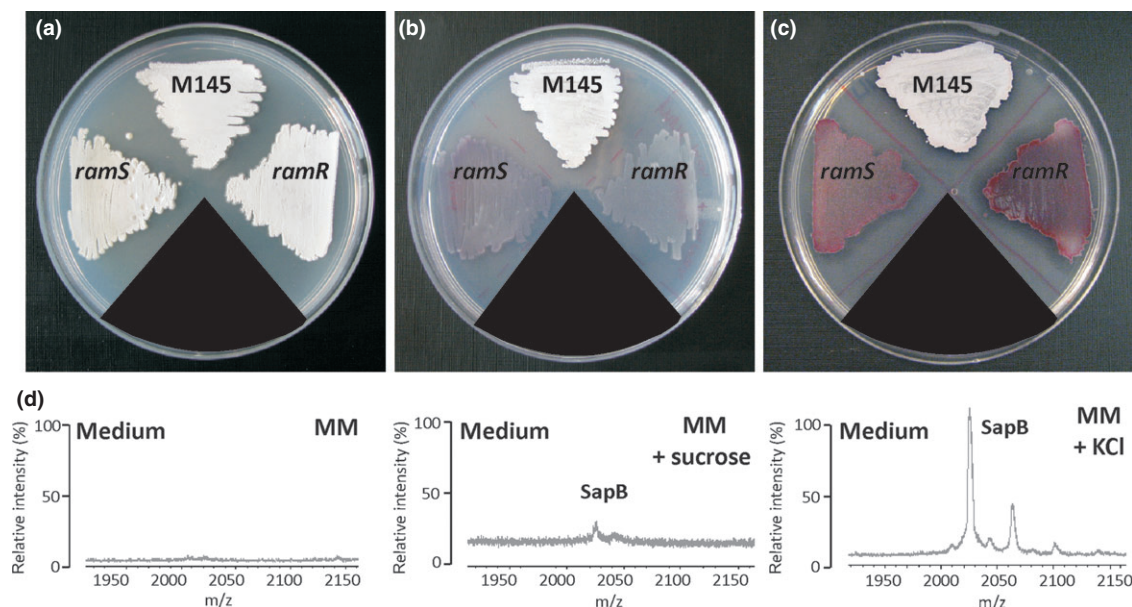 (a)
M145
ramS
ramR
(b)
M145
ramS
ramR
(c)
M145
ramS
ramR
(d)
Relative intensity (%)
100
50
0
Medium
MM
1950 2000 2050 2100 2150
m/z
Relative intensity (%)
100
50
0
Medium
MM
+ sucrose
SapB
1950 2000 2050 2100 2150
m/z
Relative intensity (%)
100
50
0
Medium
SapB
MM
+ KCl
1950 2000 2050 2100 2150
m/z